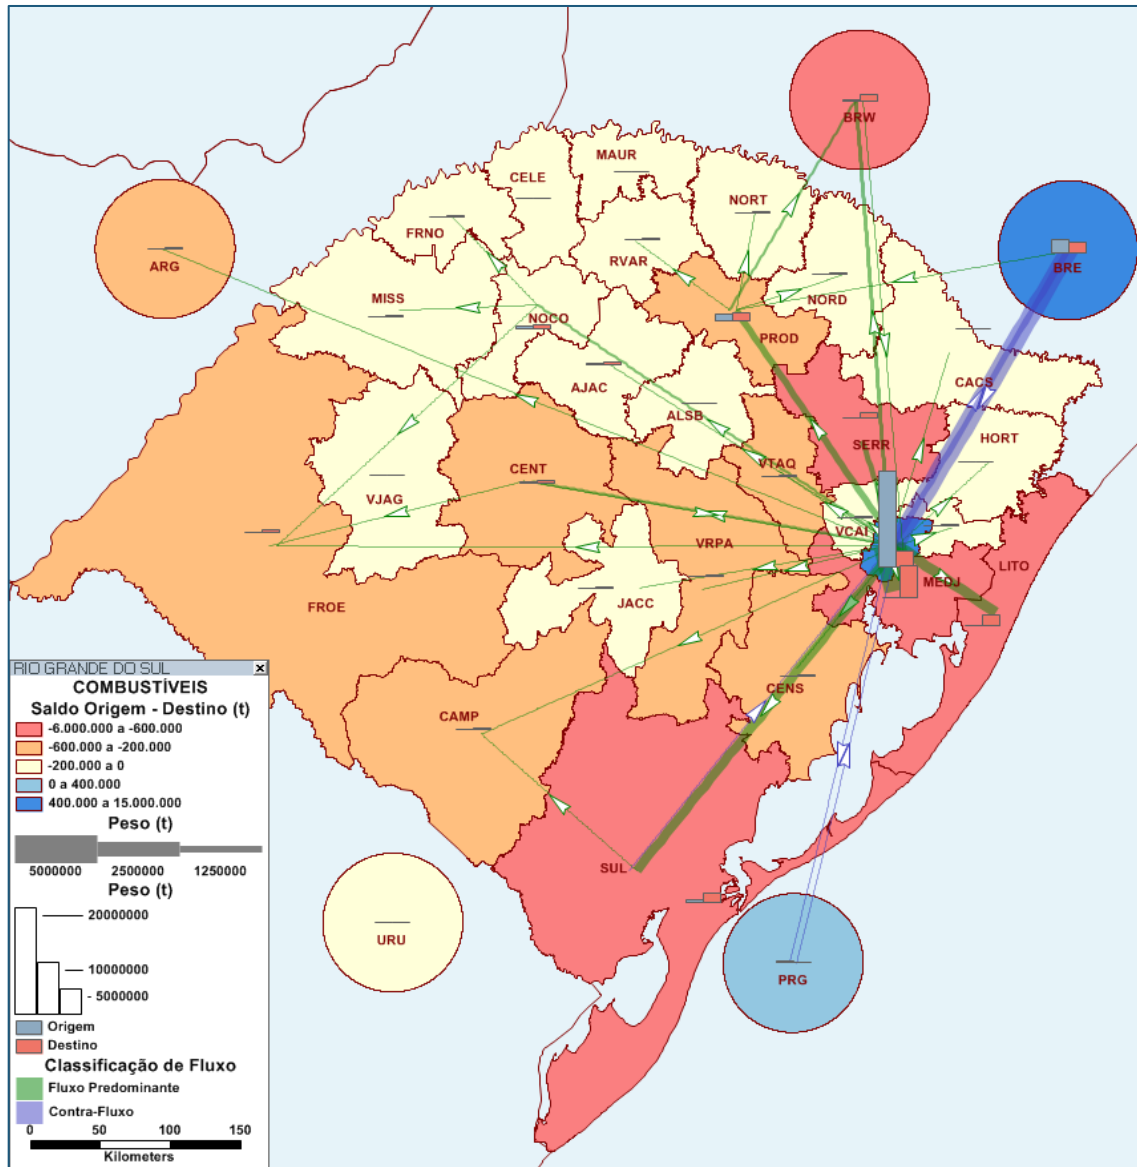 BRW
MAUR
CELE
NORT
FRNO
RVAR
ARG
BRE
MISS
NORD
NOCO
PROD
AJAC
CACS
ALSB
SERR
HORT
CENT
VTAQ
VJAG
VCAI
VRPA
LITO
MEDJ
FROE
JACC
CENS
CAMP
SUL
URU
PRG
RIO GRANDE DO SUL
COMBUSTÍVEIS
Saldo Origem - Destino (t)
-6.000.000 a -600.000
-600.000 a -200.000
-200.000 a 0
0 a 400.000
400.000 a 15.000.000
Peso (t)
5000000 2500000 1250000
Peso (t)
20000000
10000000
- 5000000
Origem
Destino
Classificação de Fluxo
Fluxo Predominante
Contra-Fluxo
0 50 100 150
Kilometers